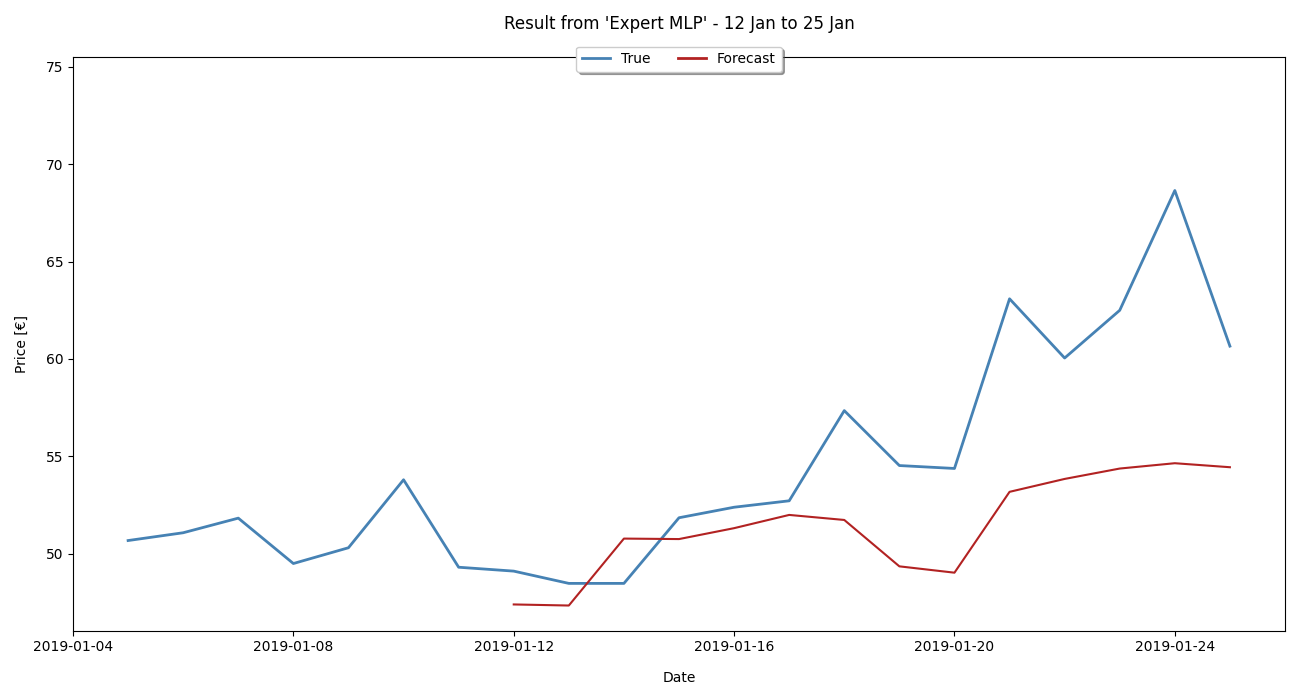 Result from 'Expert MLP' - 12 Jan to 25 Jan
True Forecast
75
70
65
60
55
50
Price [€]
2019-01-04 2019-01-08 2019-01-12 2019-01-16 2019-01-20 2019-01-24
Date